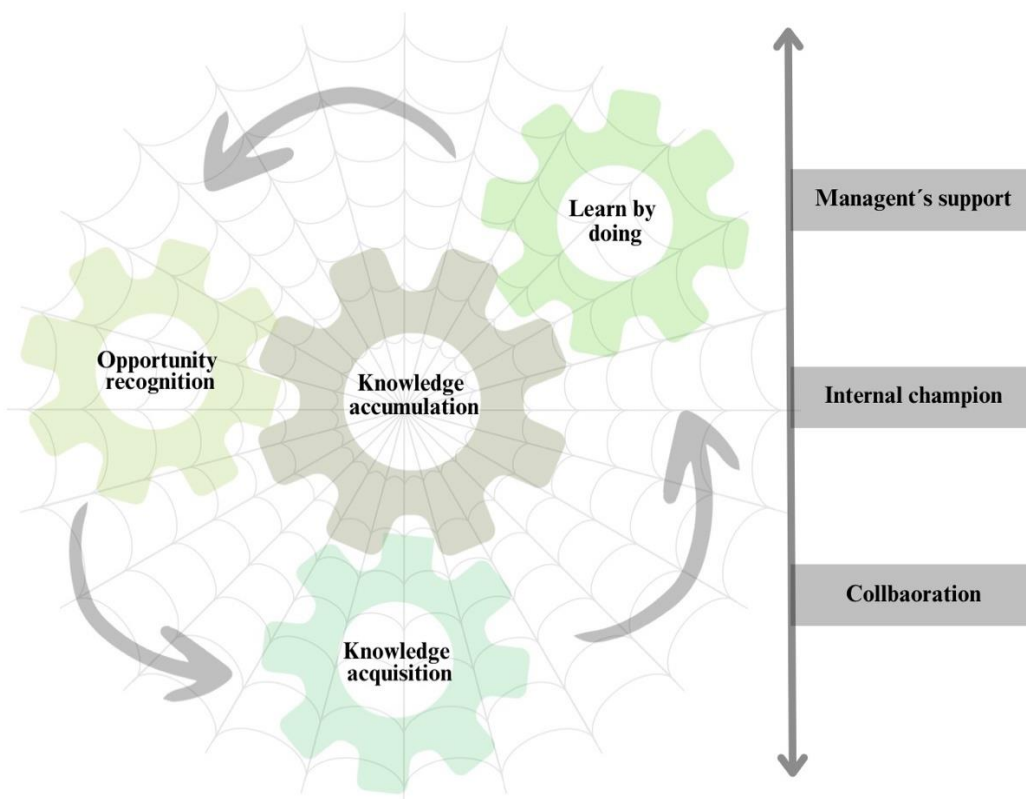 Learn by
doing
Managent´s support
Opportunity
recognition
Knowledge
accumulation
Internal champion
Collbaoration
Knowledge
acquisition